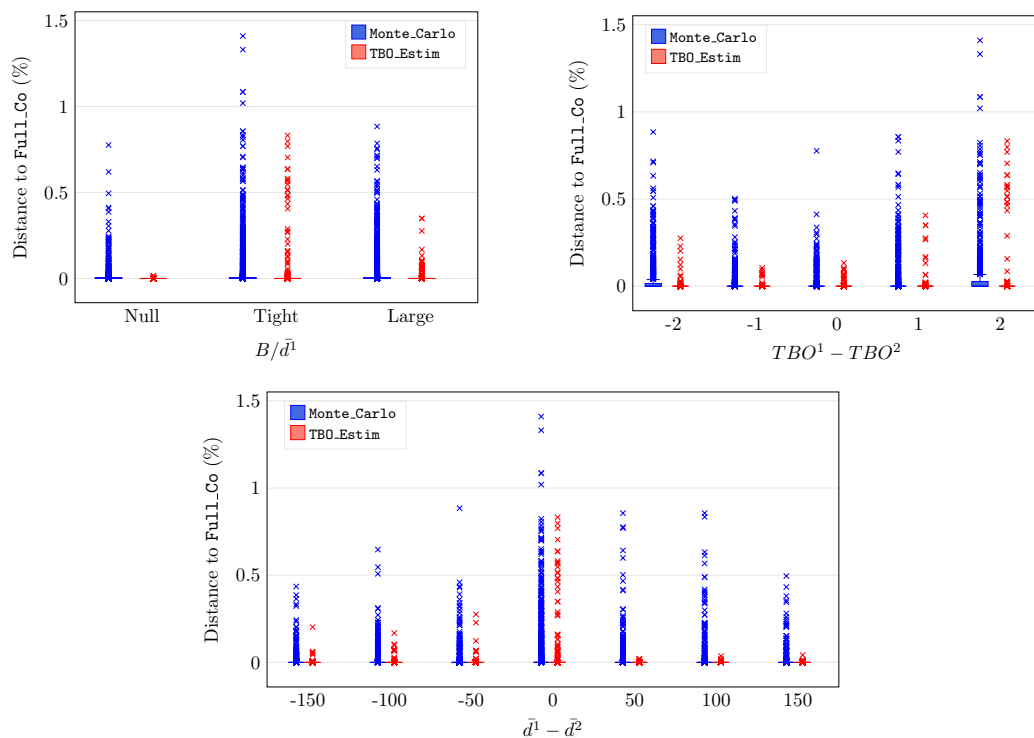 1.5
1
0.5
0
Distance to Full_Co (%)
Monte_Carlo
TBO_Estim
Null Tight Large
B/d̄¹
1.5
1
0.5
0
Distance to Full_Co (%)
Monte_Carlo
TBO_Estim
-2 -1 0 1 2
TBO¹ − TBO²
1.5
1
0.5
0
Distance to Full_Co (%)
Monte_Carlo
TBO_Estim
-150 -100 -50 0 50 100 150
d̄¹ − d̄²